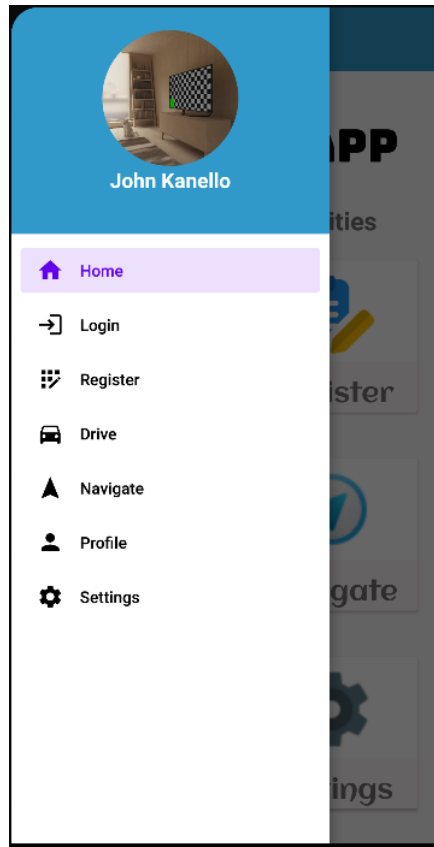 John Kanello
Home
Login
Register
Drive
Navigate
Profile
Settings